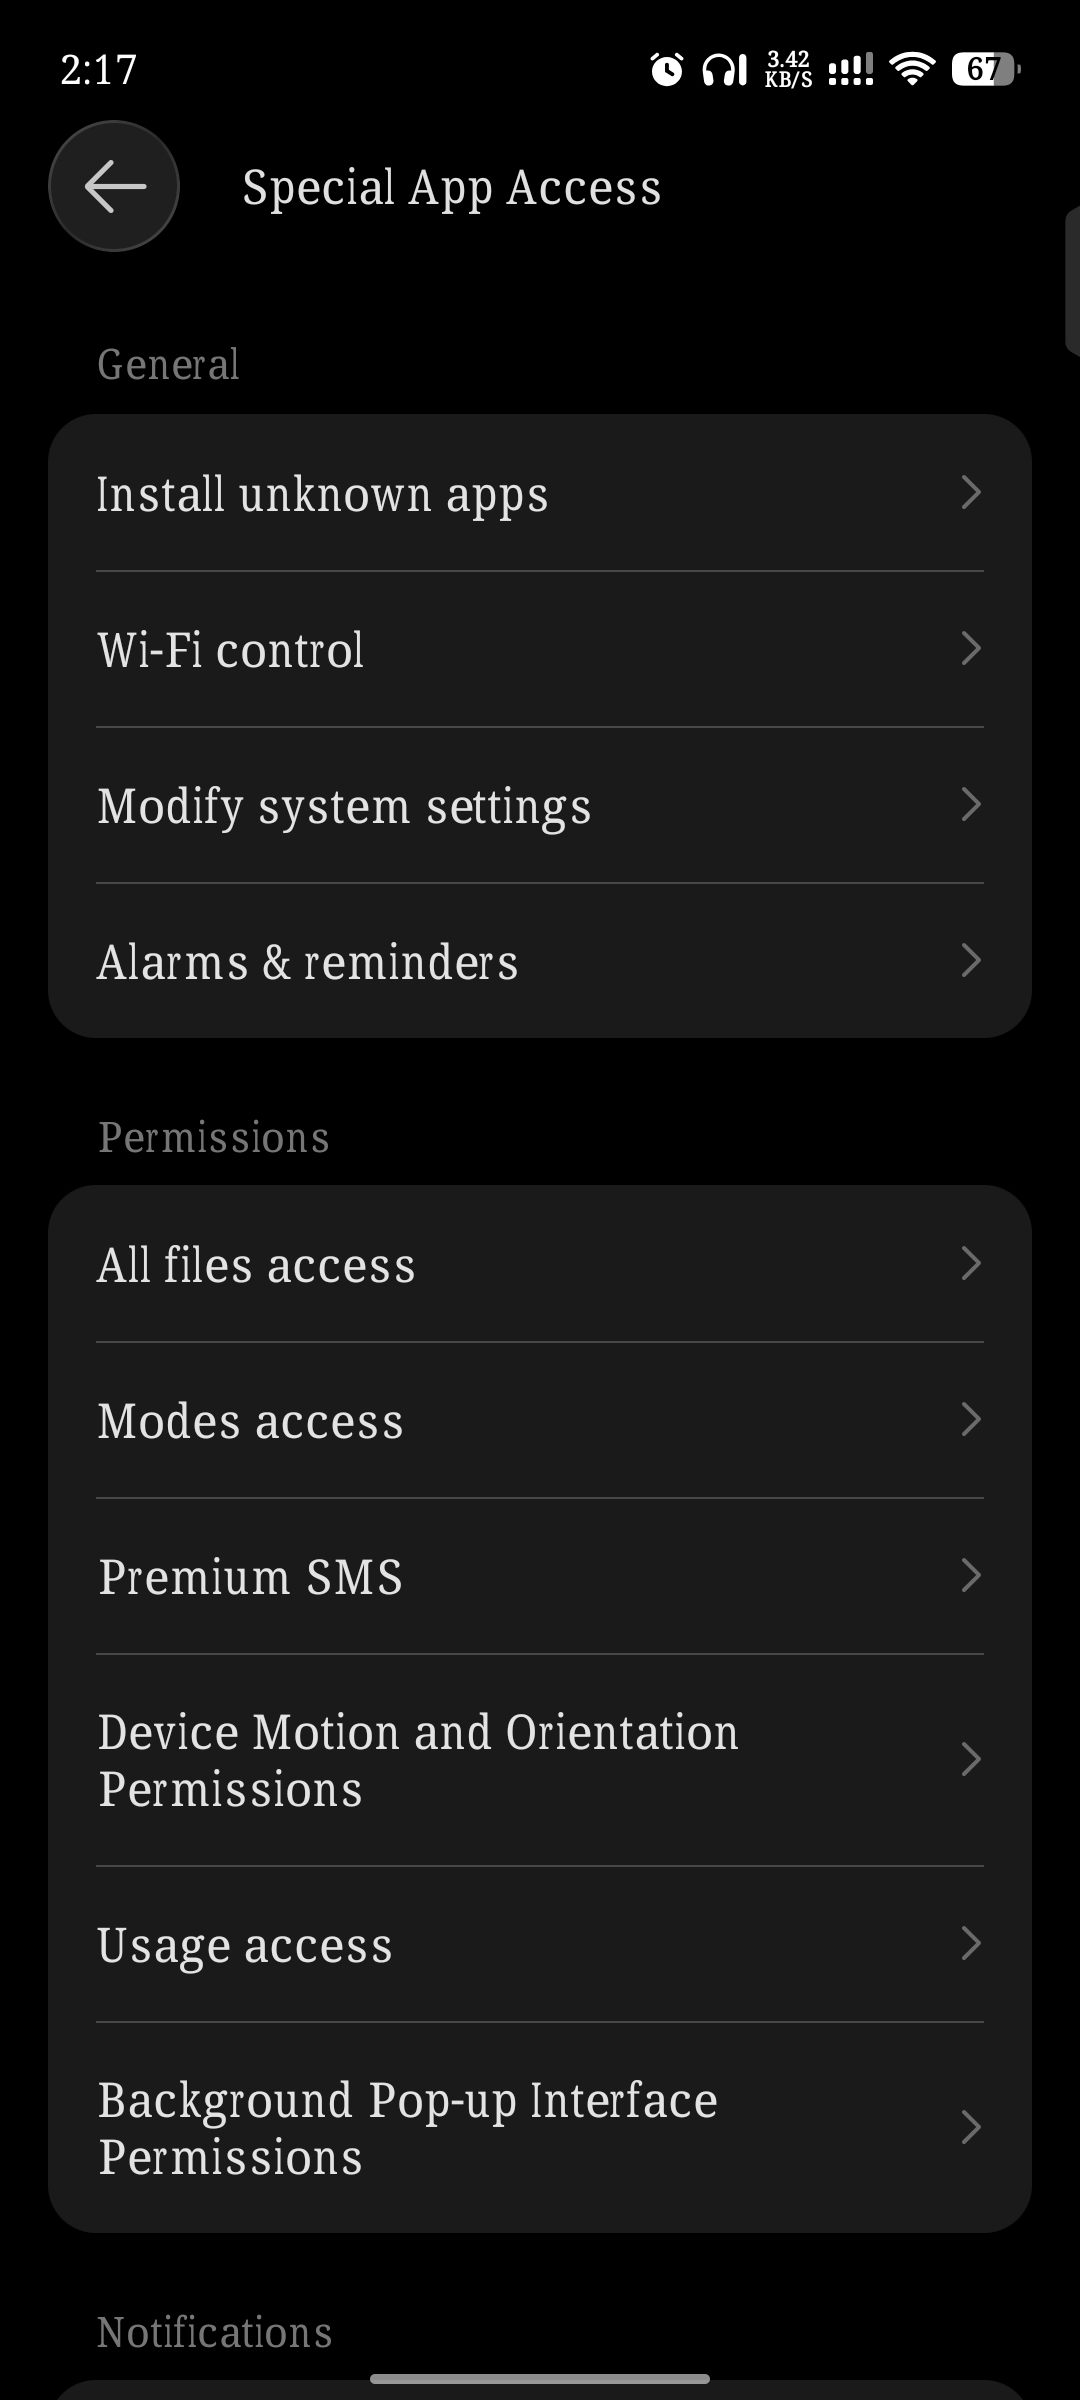 2:17
3.42
KB/S
67
Special App Access
General
Install unknown apps
Wi-Fi control
Modify system settings
Alarms & reminders
Permissions
All files access
Modes access
Premium SMS
Device Motion and Orientation
Permissions
Usage access
Background Pop-up Interface
Permissions
Notifications